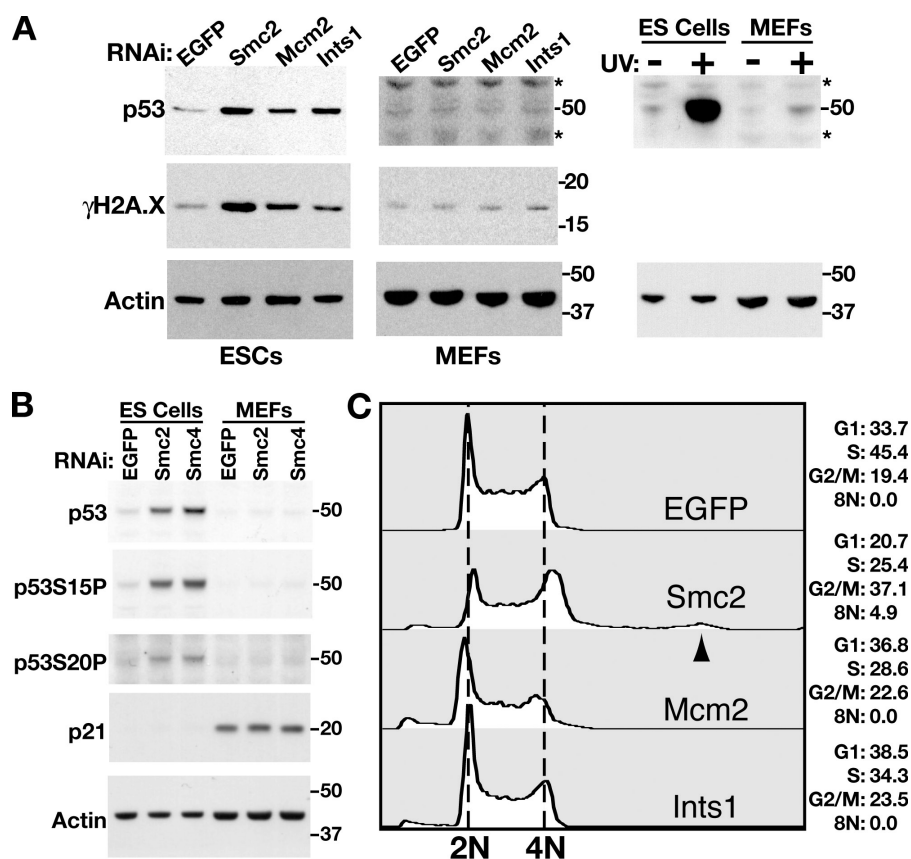 A
RNAi: EGFP Smc2 Mcm2 Ints1
EGFP Smc2 Mcm2 Ints1
ES Cells MEFs
UV: - + - +
p53
*
-50
*
*
-50
*
γH2A.X
-20
-15
Actin
-50
-37
-50
-37
ESCs
MEFs
B
ES Cells MEFs
RNAi: EGFP Smc2 Smc4 EGFP Smc2 Smc4
p53 -50
p53S15P -50
p53S20P -50
p21 -20
Actin
-50
-37
C
EGFP
G1: 33.7
S: 45.4
G2/M: 19.4
8N: 0.0
Smc2
G1: 20.7
S: 25.4
G2/M: 37.1
8N: 4.9
Mcm2
G1: 36.8
S: 28.6
G2/M: 22.6
8N: 0.0
Ints1
G1: 38.5
S: 34.3
G2/M: 23.5
8N: 0.0
2N 4N